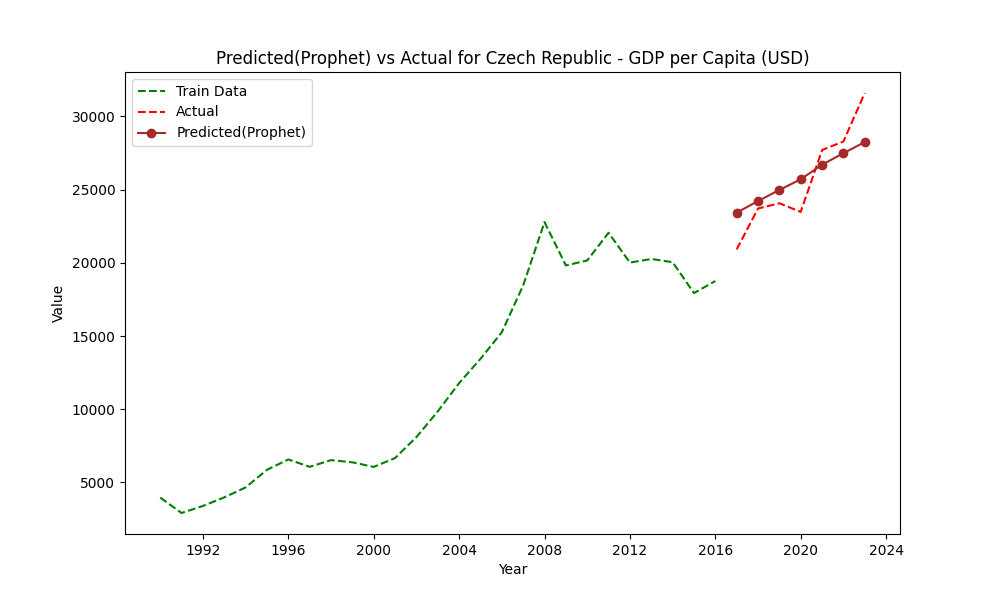 Predicted(Prophet) vs Actual for Czech Republic - GDP per Capita (USD)
Train Data
Actual
Predicted(Prophet)
30000
25000
20000
15000
10000
5000
Value
1992 1996 2000 2004 2008 2012 2016 2020 2024
Year